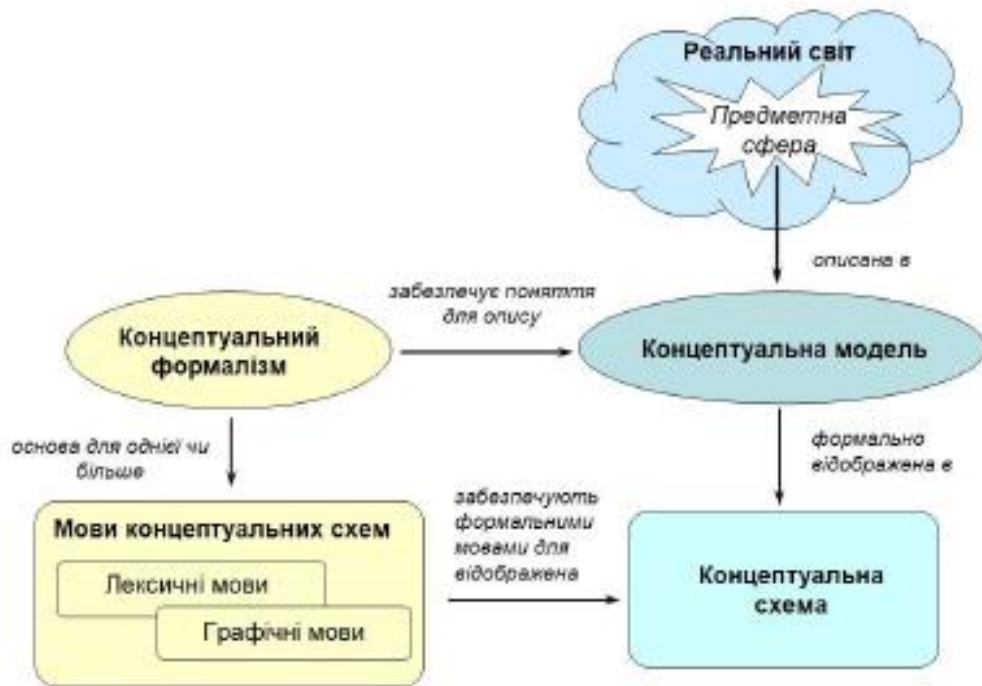 Реальний світ
Предметна
сфера
описана в
забезпечує поняття
для опису
Концептуальний
формалізм
Концептуальна модель
основа для однієї чи
більше
формально
відображена в
Мови концептуальних схем
Лексичні мови
Графічні мови
забезпечують
формальними
мовами для
відображена
Концептуальна
схема